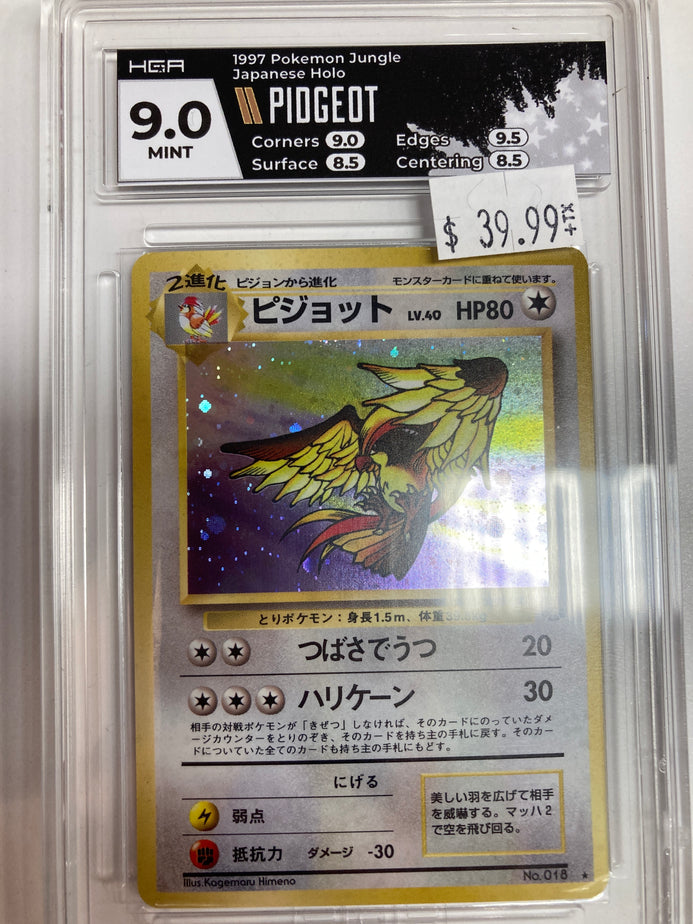 HGA
1997 Pokemon Jungle
Japanese Holo
PIDGEOT
9.0
MINT
Corners 9.0 Edges 9.5
Surface 8.5 Centering 8.5
$ 39.99 +TX
2進化 ピジョンから進化 モンスターカードに重ねて使います。
ピジョット LV.40 HP80
とりポケモン：身長1.5m、体重
つばさでうつ 20
ハリケーン 30
相手の対戦ポケモンが「きぜつ」しなければ、そのカードにのっていたダメ
ージカウンターをとりのぞき、そのカードを持ち主の手札に戻す。そのカー
ドについていた全てのカードも持ち主の手札にもどす。
にげる
弱点
抵抗力 ダメージ -30
美しい羽を広げて相手
を威嚇する。マッハ2
で空を飛び回る。
Illus.Kagemaru Himeno
No.018 ★